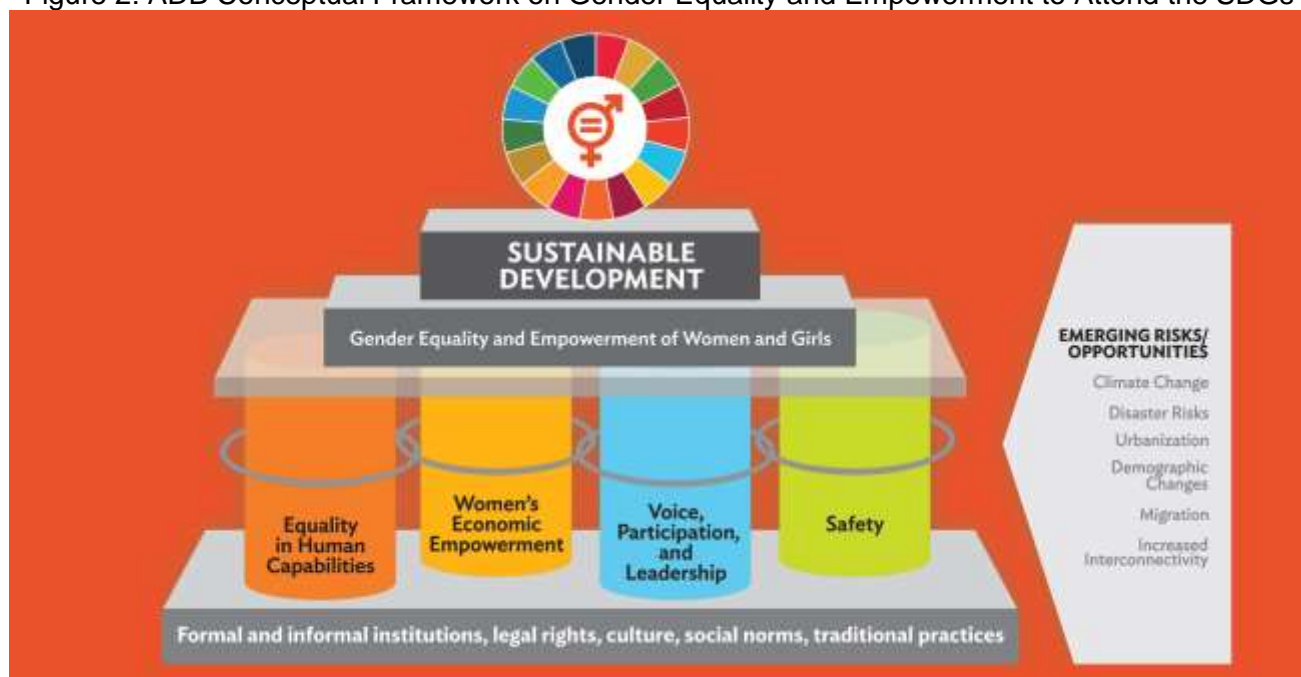 Figure 2: ADB Conceptual Framework on Gender Equality and Empowerment to Attend the SDGs
SUSTAINABLE
DEVELOPMENT
Gender Equality and Empowerment of Women and Girls
Equality
in Human
Capabilities
Women's
Economic
Empowerment
Voice,
Participation,
and
Leadership
Safety
Formal and informal institutions, legal rights, culture, social norms, traditional practices
EMERGING RISKS/
OPPORTUNITIES
Climate Change
Disaster Risks
Urbanization
Demographic
Changes
Migration
Increased
Interconnectivity